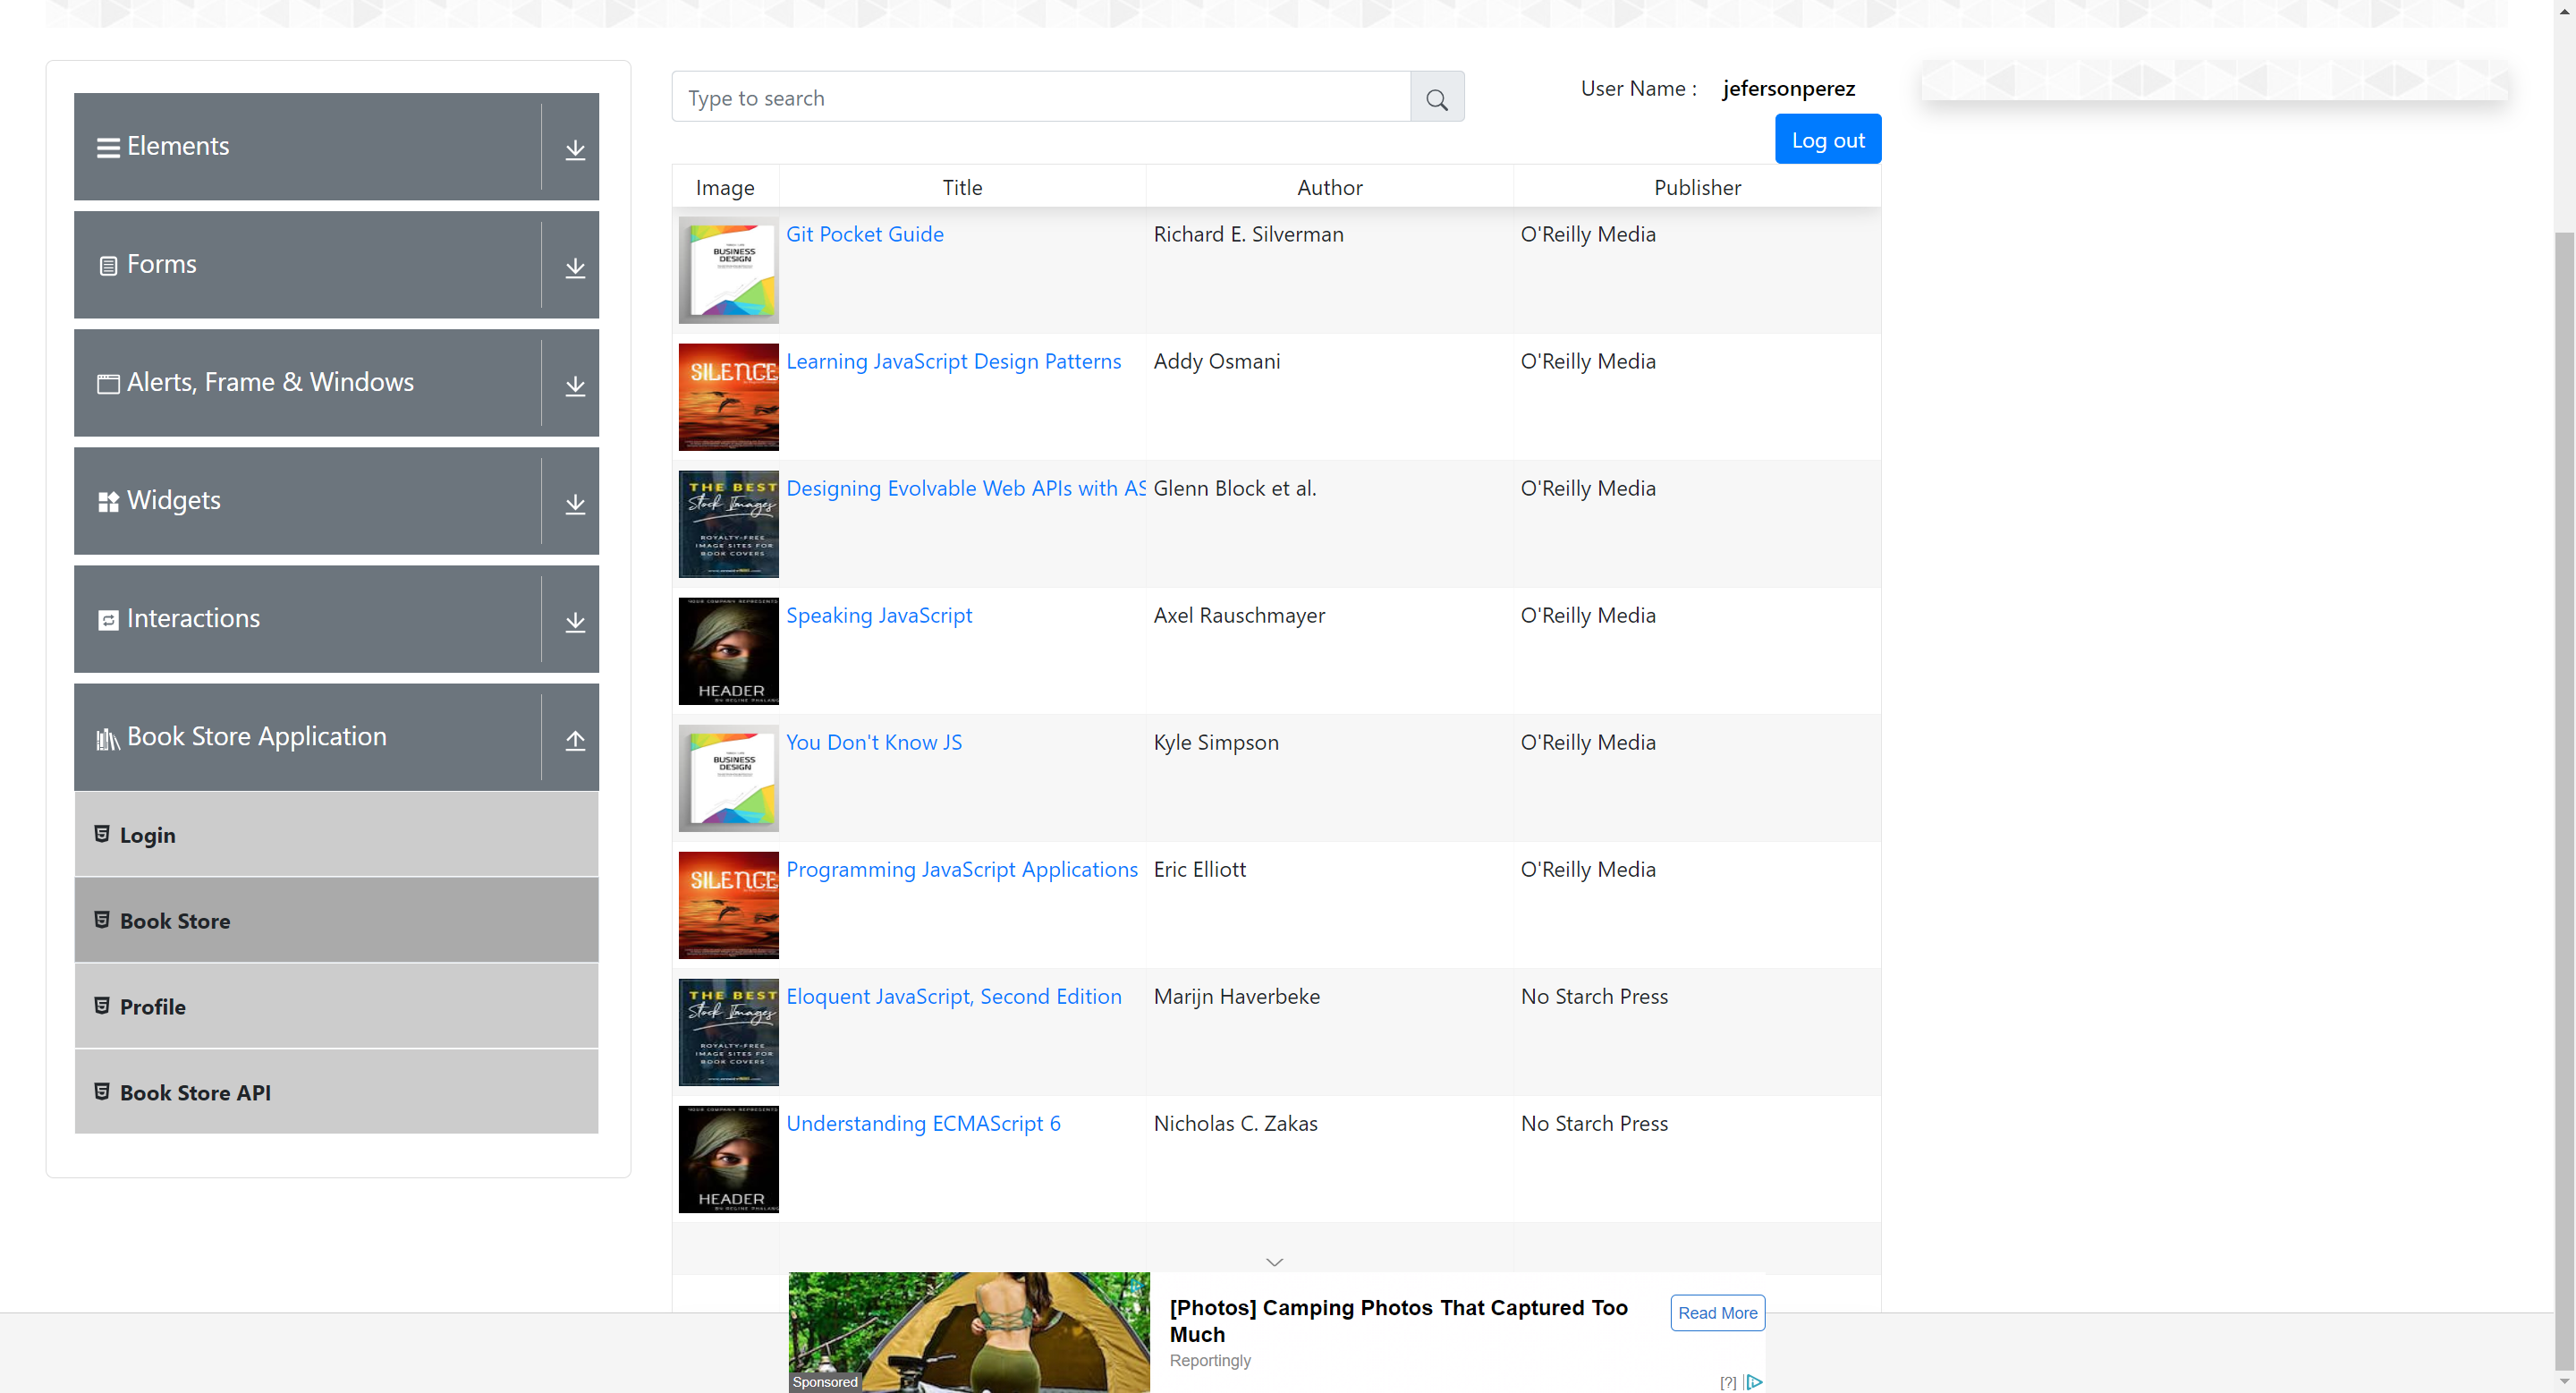 Elements
Forms
Alerts, Frame & Windows
Widgets
Interactions
Book Store Application
Login
Book Store
Profile
Book Store API
Type to search
User Name : jefersonperez
Log out
Image Title Author Publisher
BUSINESS
DESIGN
Git Pocket Guide Richard E. Silverman O'Reilly Media
SILENCE
Learning JavaScript Design Patterns Addy Osmani O'Reilly Media
THE BEST
Stock Images
ROYALTY-FREE
IMAGE SITES FOR
BOOK COVERS
Designing Evolvable Web APIs with AS Glenn Block et al. O'Reilly Media
YOUR COMPANY REPRESENTS
HEADER
Speaking JavaScript Axel Rauschmayer O'Reilly Media
BUSINESS
DESIGN
You Don't Know JS Kyle Simpson O'Reilly Media
SILENCE
Programming JavaScript Applications Eric Elliott O'Reilly Media
THE BEST
Stock Images
ROYALTY-FREE
IMAGE SITES FOR
BOOK COVERS
Eloquent JavaScript, Second Edition Marijn Haverbeke No Starch Press
YOUR COMPANY REPRESENTS
HEADER
Understanding ECMAScript 6 Nicholas C. Zakas No Starch Press
[Photos] Camping Photos That Captured Too
Much
Reportingly
Read More
Sponsored
[?]